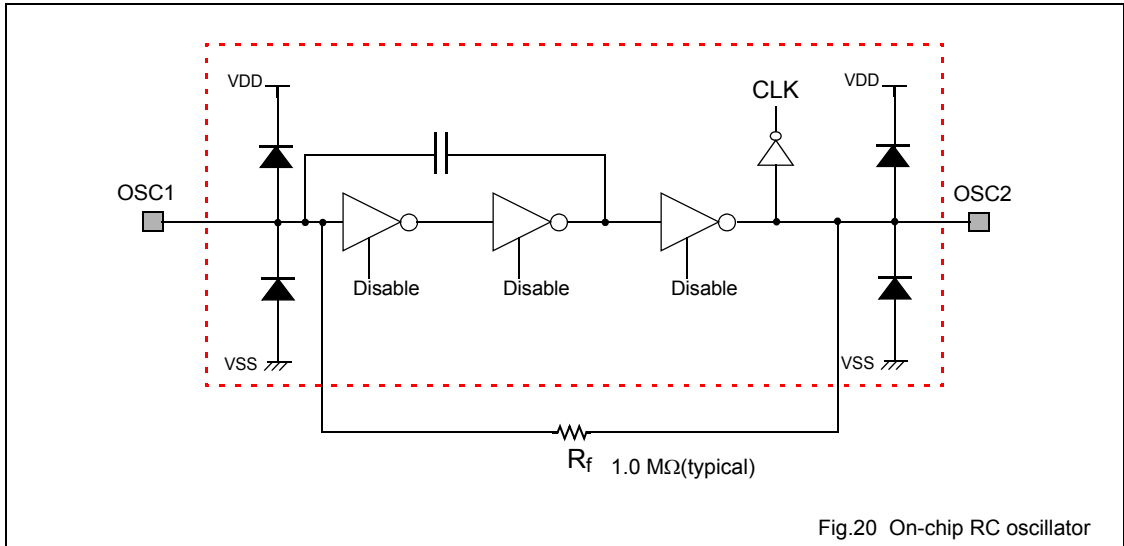 VDD
CLK
VDD
OSC1
OSC2
Disable
Disable
Disable
VSS
VSS
Rf 1.0 MΩ(typical)
Fig.20 On-chip RC oscillator